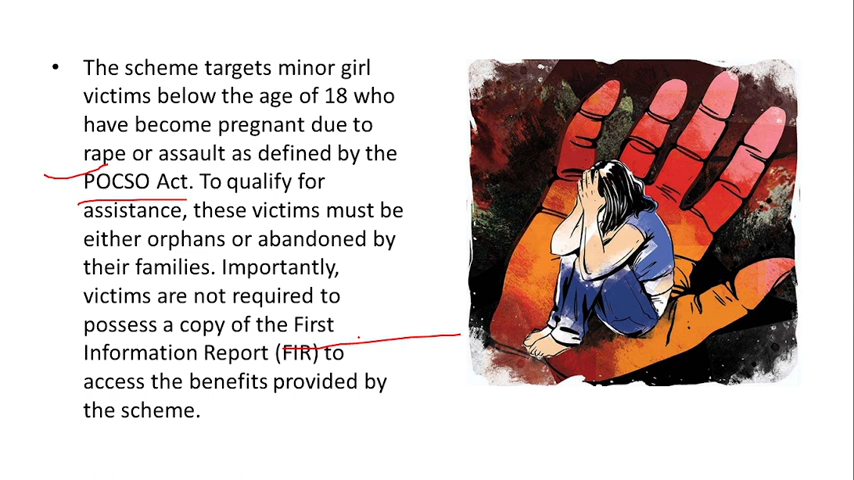 • The scheme targets minor girl
victims below the age of 18 who
have become pregnant due to
rape or assault as defined by the
POCSO Act. To qualify for
assistance, these victims must be
either orphans or abandoned by
their families. Importantly,
victims are not required to
possess a copy of the First
Information Report (FIR) to
access the benefits provided by
the scheme.